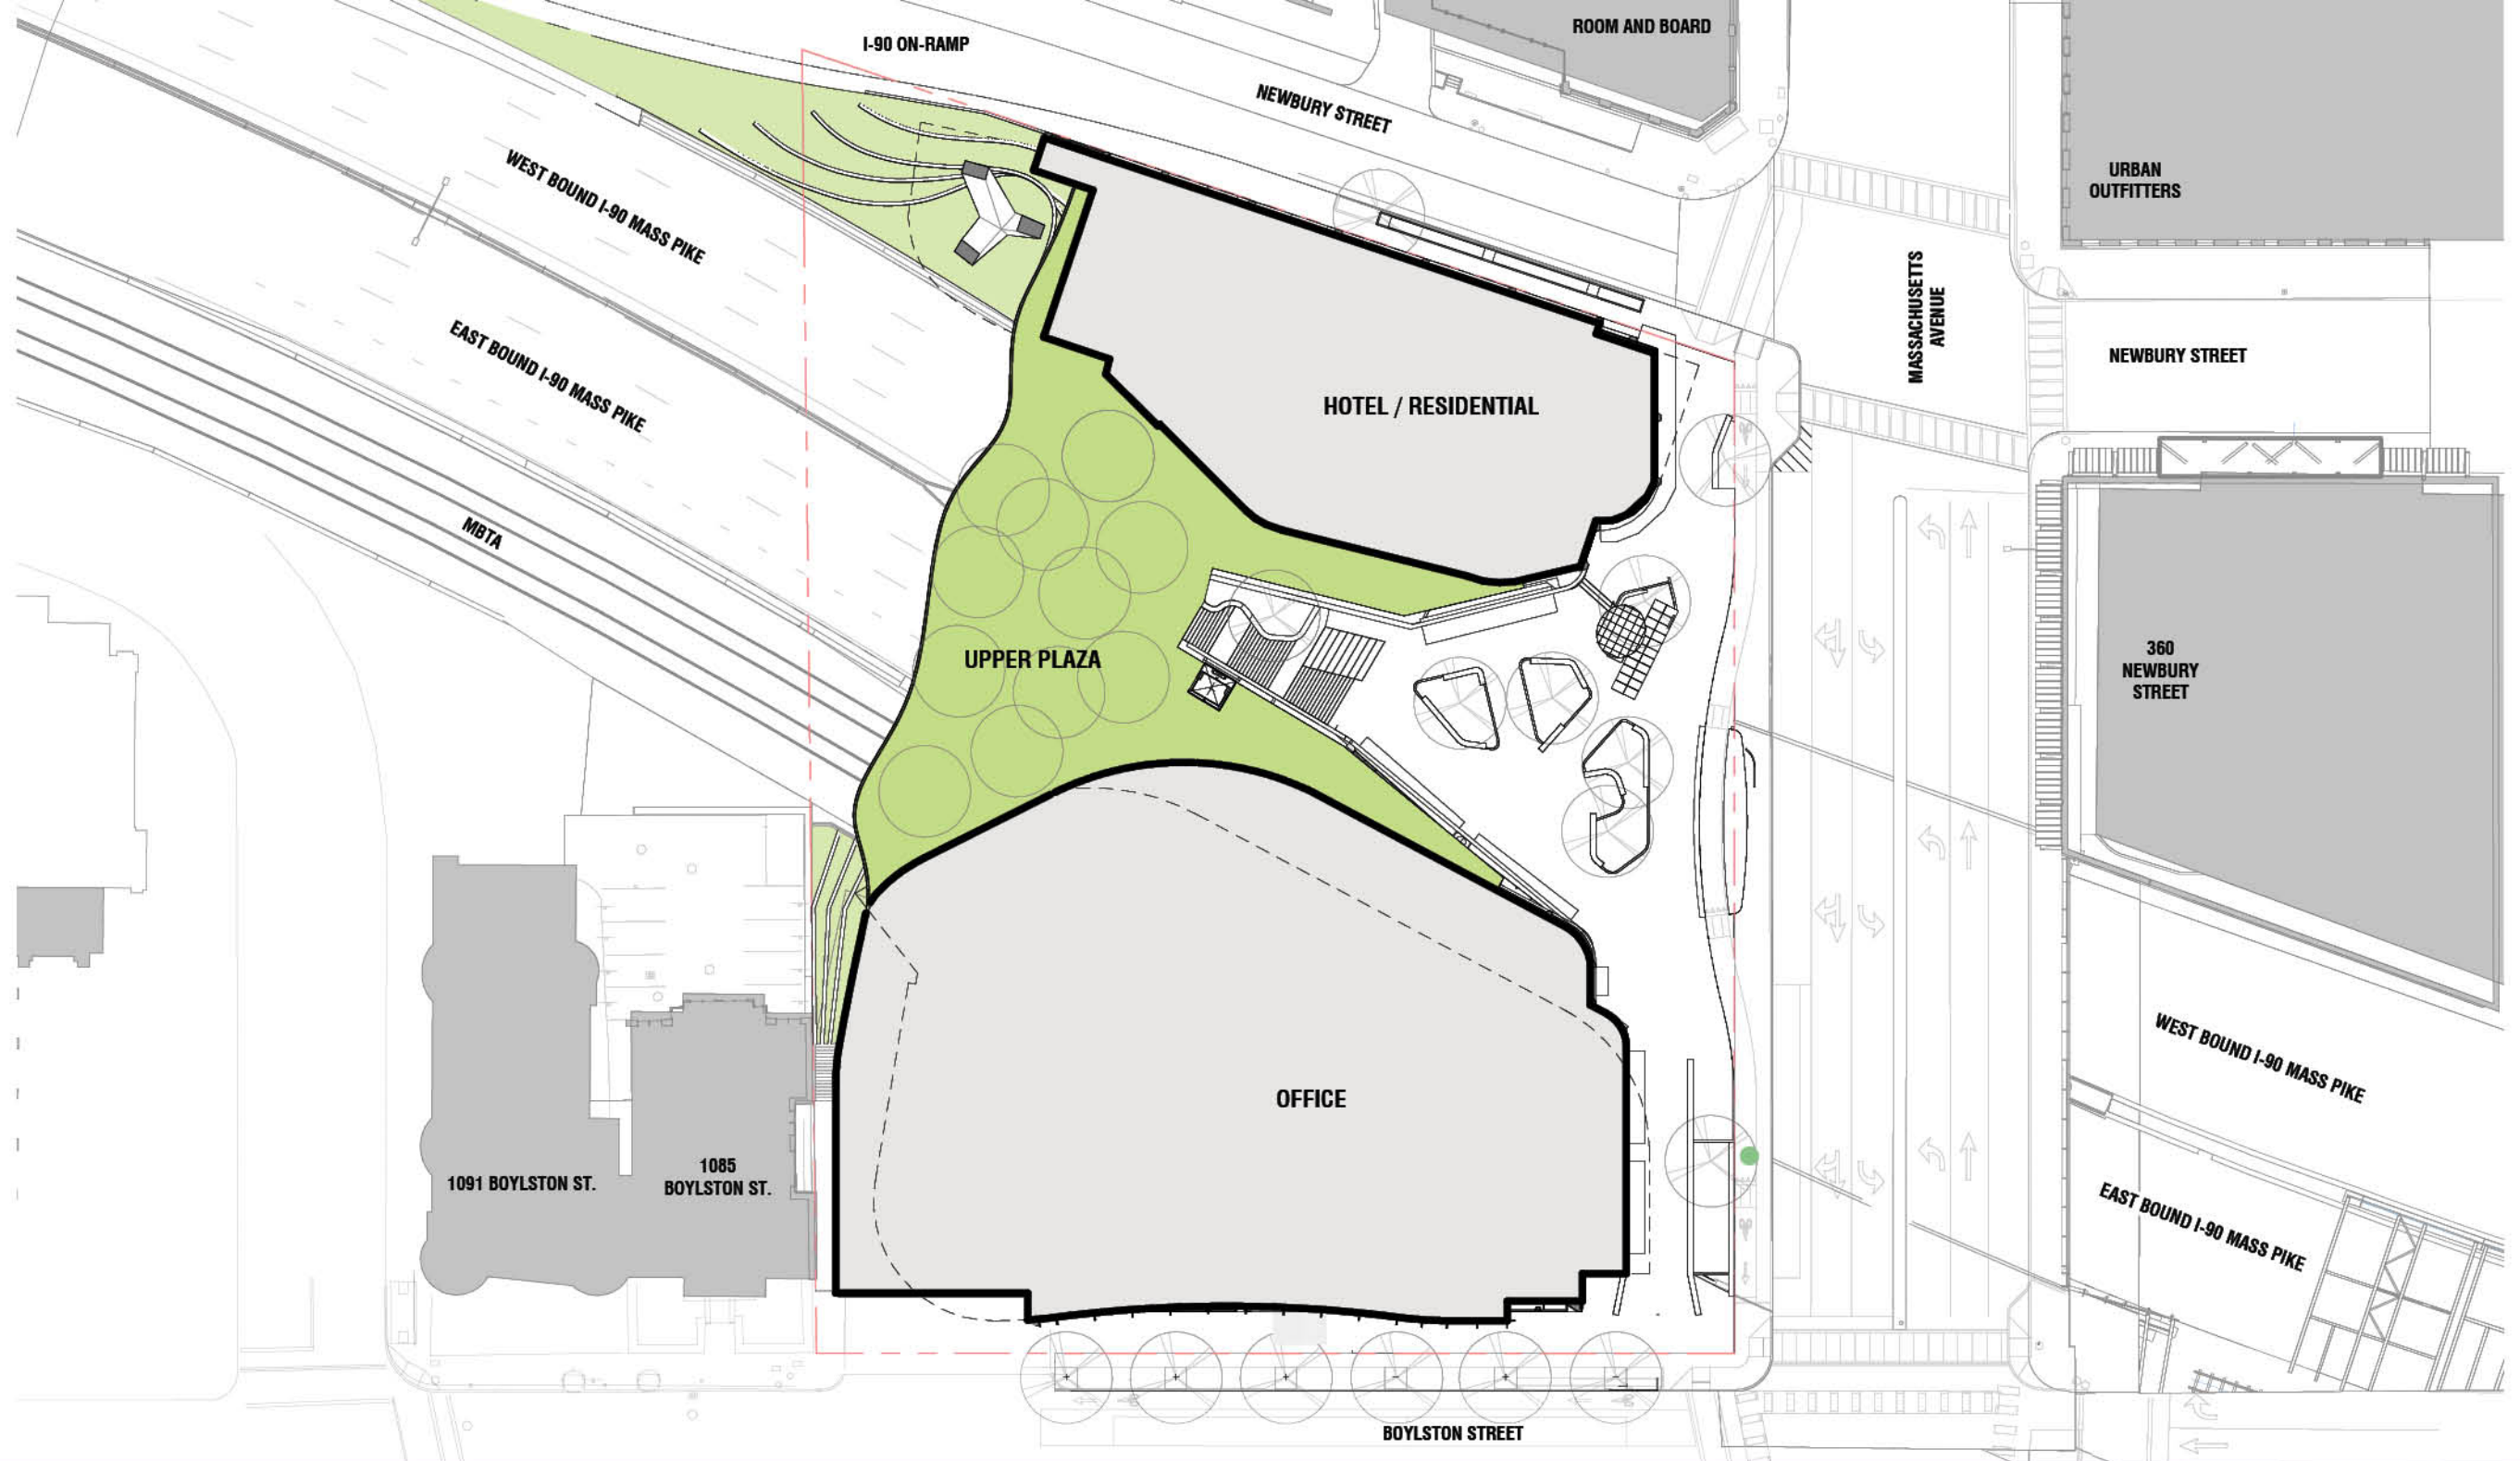 ROOM AND BOARD
I-90 ON-RAMP
NEWBURY STREET
URBAN
OUTFITTERS
WEST BOUND I-90 MASS PIKE
MASSACHUSETTS
AVENUE
NEWBURY STREET
EAST BOUND I-90 MASS PIKE
HOTEL / RESIDENTIAL
MBTA
UPPER PLAZA
360
NEWBURY
STREET
WEST BOUND I-90 MASS PIKE
OFFICE
1091 BOYLSTON ST.
1085
BOYLSTON ST.
EAST BOUND I-90 MASS PIKE
BOYLSTON STREET